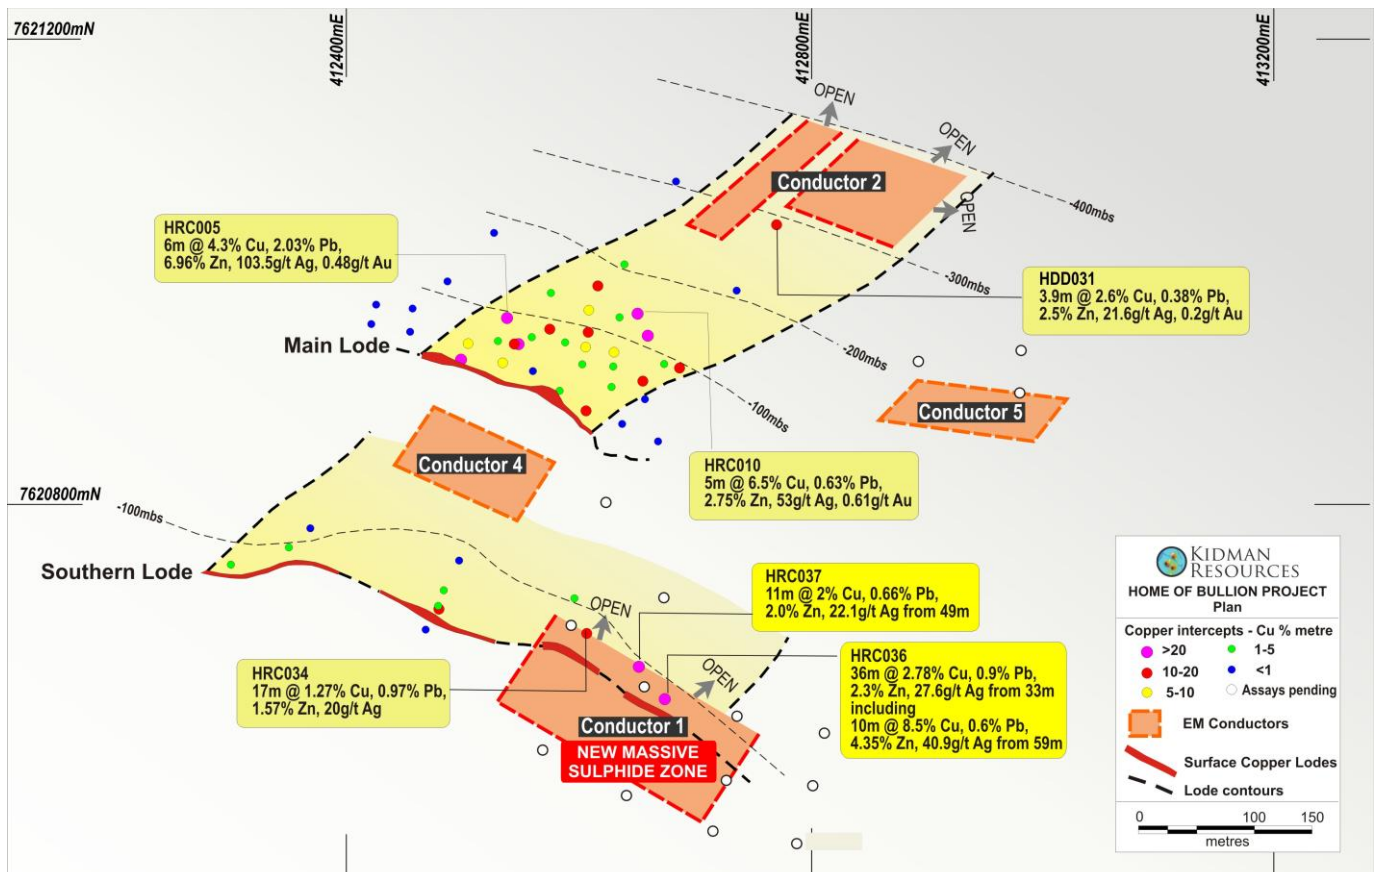 7621200mN
412400mE
412800mE
413200mE
OPEN
OPEN
OPEN
Conductor 2
-400mbs
HRC005
6m @ 4.3% Cu, 2.03% Pb,
6.96% Zn, 103.5g/t Ag, 0.48g/t Au
-300mbs
HDD031
3.9m @ 2.6% Cu, 0.38% Pb,
2.5% Zn, 21.6g/t Ag, 0.2g/t Au
Main Lode
-200mbs
-100mbs
Conductor 5
Conductor 4
HRC010
5m @ 6.5% Cu, 0.63% Pb,
2.75% Zn, 53g/t Ag, 0.61g/t Au
7620800mN
-100mbs
Southern Lode
OPEN
HRC037
11m @ 2% Cu, 0.66% Pb,
2.0% Zn, 22.1g/t Ag from 49m
HRC036
36m @ 2.78% Cu, 0.9% Pb,
2.3% Zn, 27.6g/t Ag from 33m
including
10m @ 8.5% Cu, 0.6% Pb,
4.35% Zn, 40.9g/t Ag from 59m
OPEN
HRC034
17m @ 1.27% Cu, 0.97% Pb,
1.57% Zn, 20g/t Ag
Conductor 1
NEW MASSIVE
SULPHIDE ZONE
KIDMAN
RESOURCES
HOME OF BULLION PROJECT
Plan
Copper intercepts - Cu % metre
>20
1-5
10-20
<1
5-10
Assays pending
EM Conductors
Surface Copper Lodes
Lode contours
0 100 150
metres